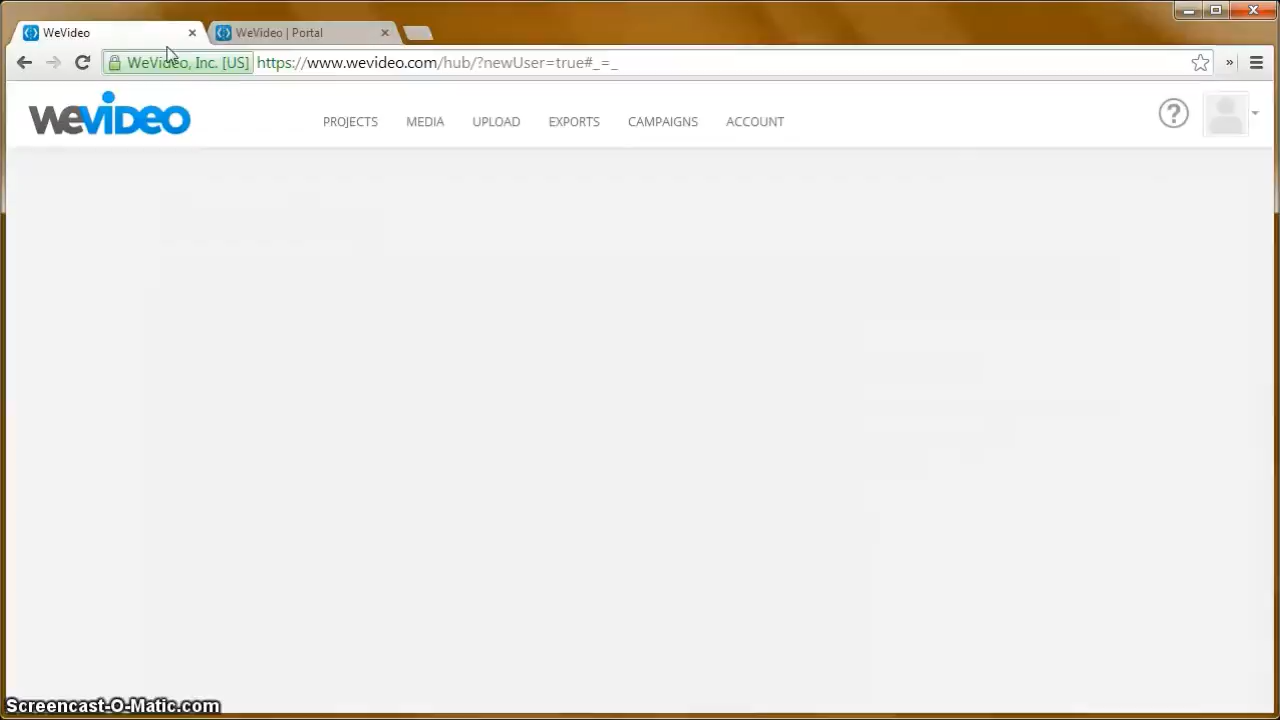 WeVideo
WeVideo | Portal
WeVideo, Inc. [US] https://www.wevideo.com/hub/?newUser=true#_=_
wevideo PROJECTS MEDIA UPLOAD EXPORTS CAMPAIGNS ACCOUNT ?
Screencast-O-Matic.com